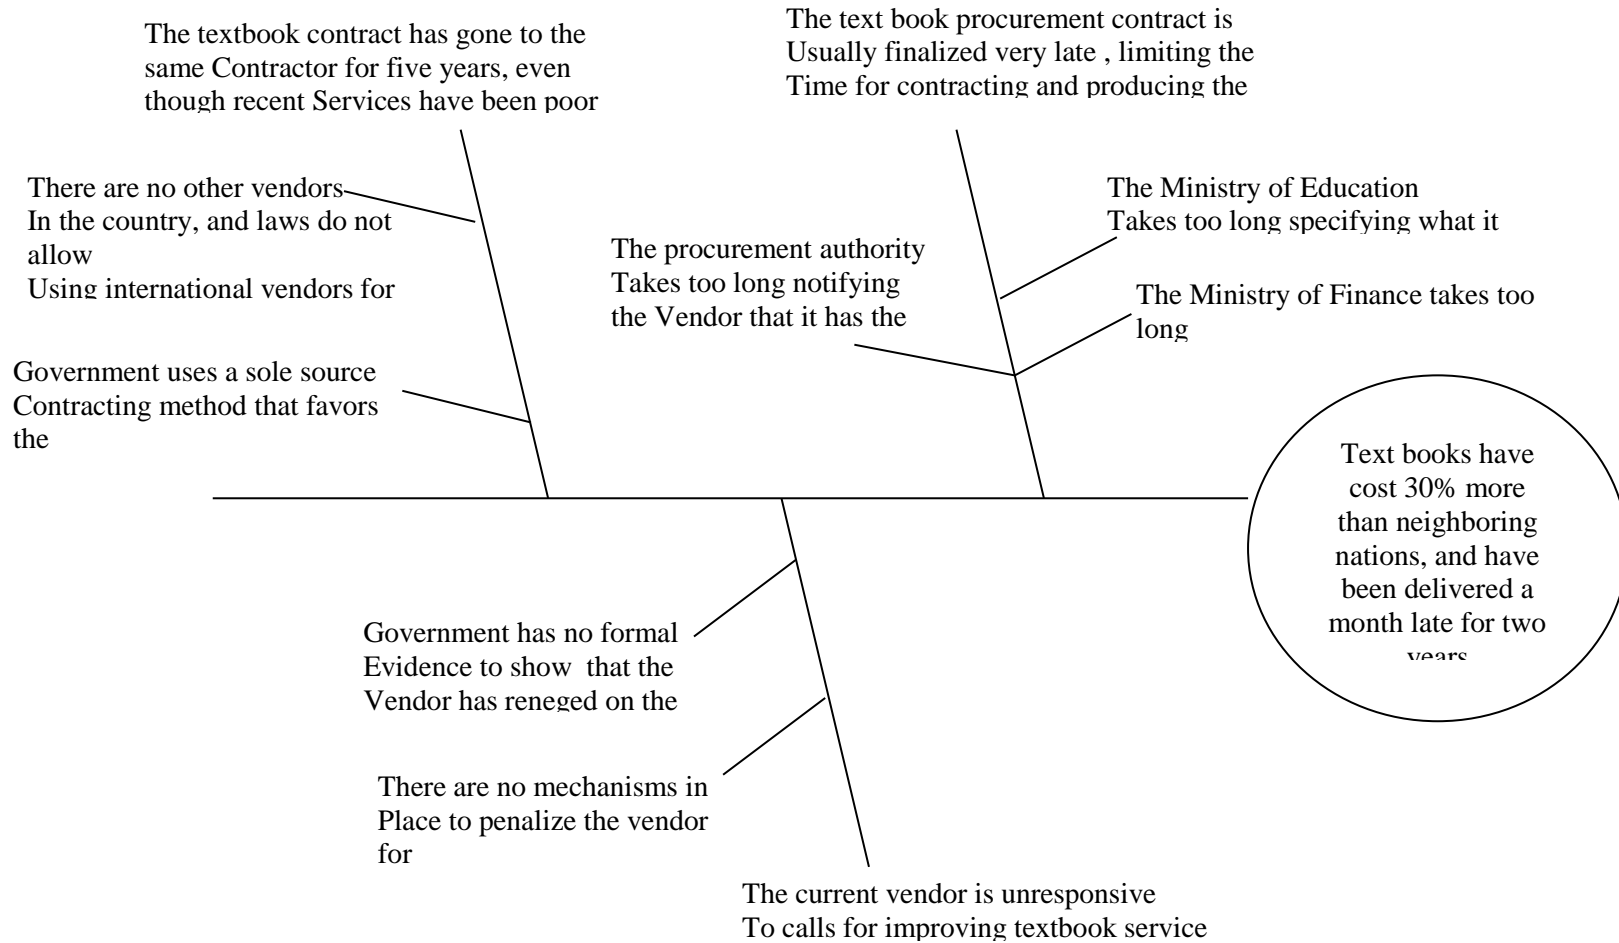 The textbook contract has gone to the
same Contractor for five years, even
though recent Services have been poor
The text book procurement contract is
Usually finalized very late , limiting the
Time for contracting and producing the
There are no other vendors
In the country, and laws do not
allow
Using international vendors for
The procurement authority
Takes too long notifying
the Vendor that it has the
The Ministry of Education
Takes too long specifying what it
The Ministry of Finance takes too
long
Government uses a sole source
Contracting method that favors
the
Text books have
cost 30% more
than neighboring
nations, and have
been delivered a
month late for two
years
Government has no formal
Evidence to show  that the
Vendor has reneged on the
There are no mechanisms in
Place to penalize the vendor
for
The current vendor is unresponsive
To calls for improving textbook service